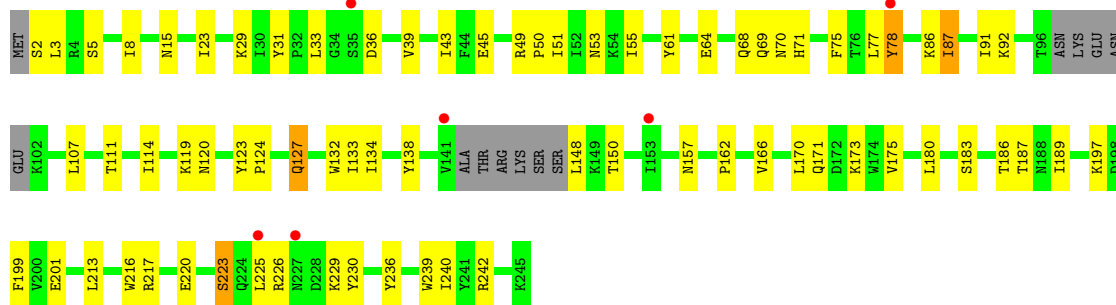 MET S2 L3 R4 S5 I8 N15 I23 K29 I30 Y31 P32 L33 G34 S35 D36 V39 I43 F44 E45 R49 P50 I51 I52 N53 K54 I55 Y61 E64 Q68 Q69 N70 H71 F75 T76 L77 Y78 K86 I87 I91 K92 T96 ASN LYS GLU ASN
GLU K102 L107 T111 I114 K119 N120 Y123 P124 Q127 W132 I133 I134 Y138 V141 ALA THR ARG LYS SER SER L148 K149 T150 I153 N157 P162 V166 L170 Q171 D172 K173 W174 V175 L180 S183 T186 T187 N188 I189 K197 D198
F199 V200 E201 L213 W216 R217 E220 S223 Q224 L225 R226 N227 D228 K229 Y230 Y236 W239 I240 Y241 R242 K245